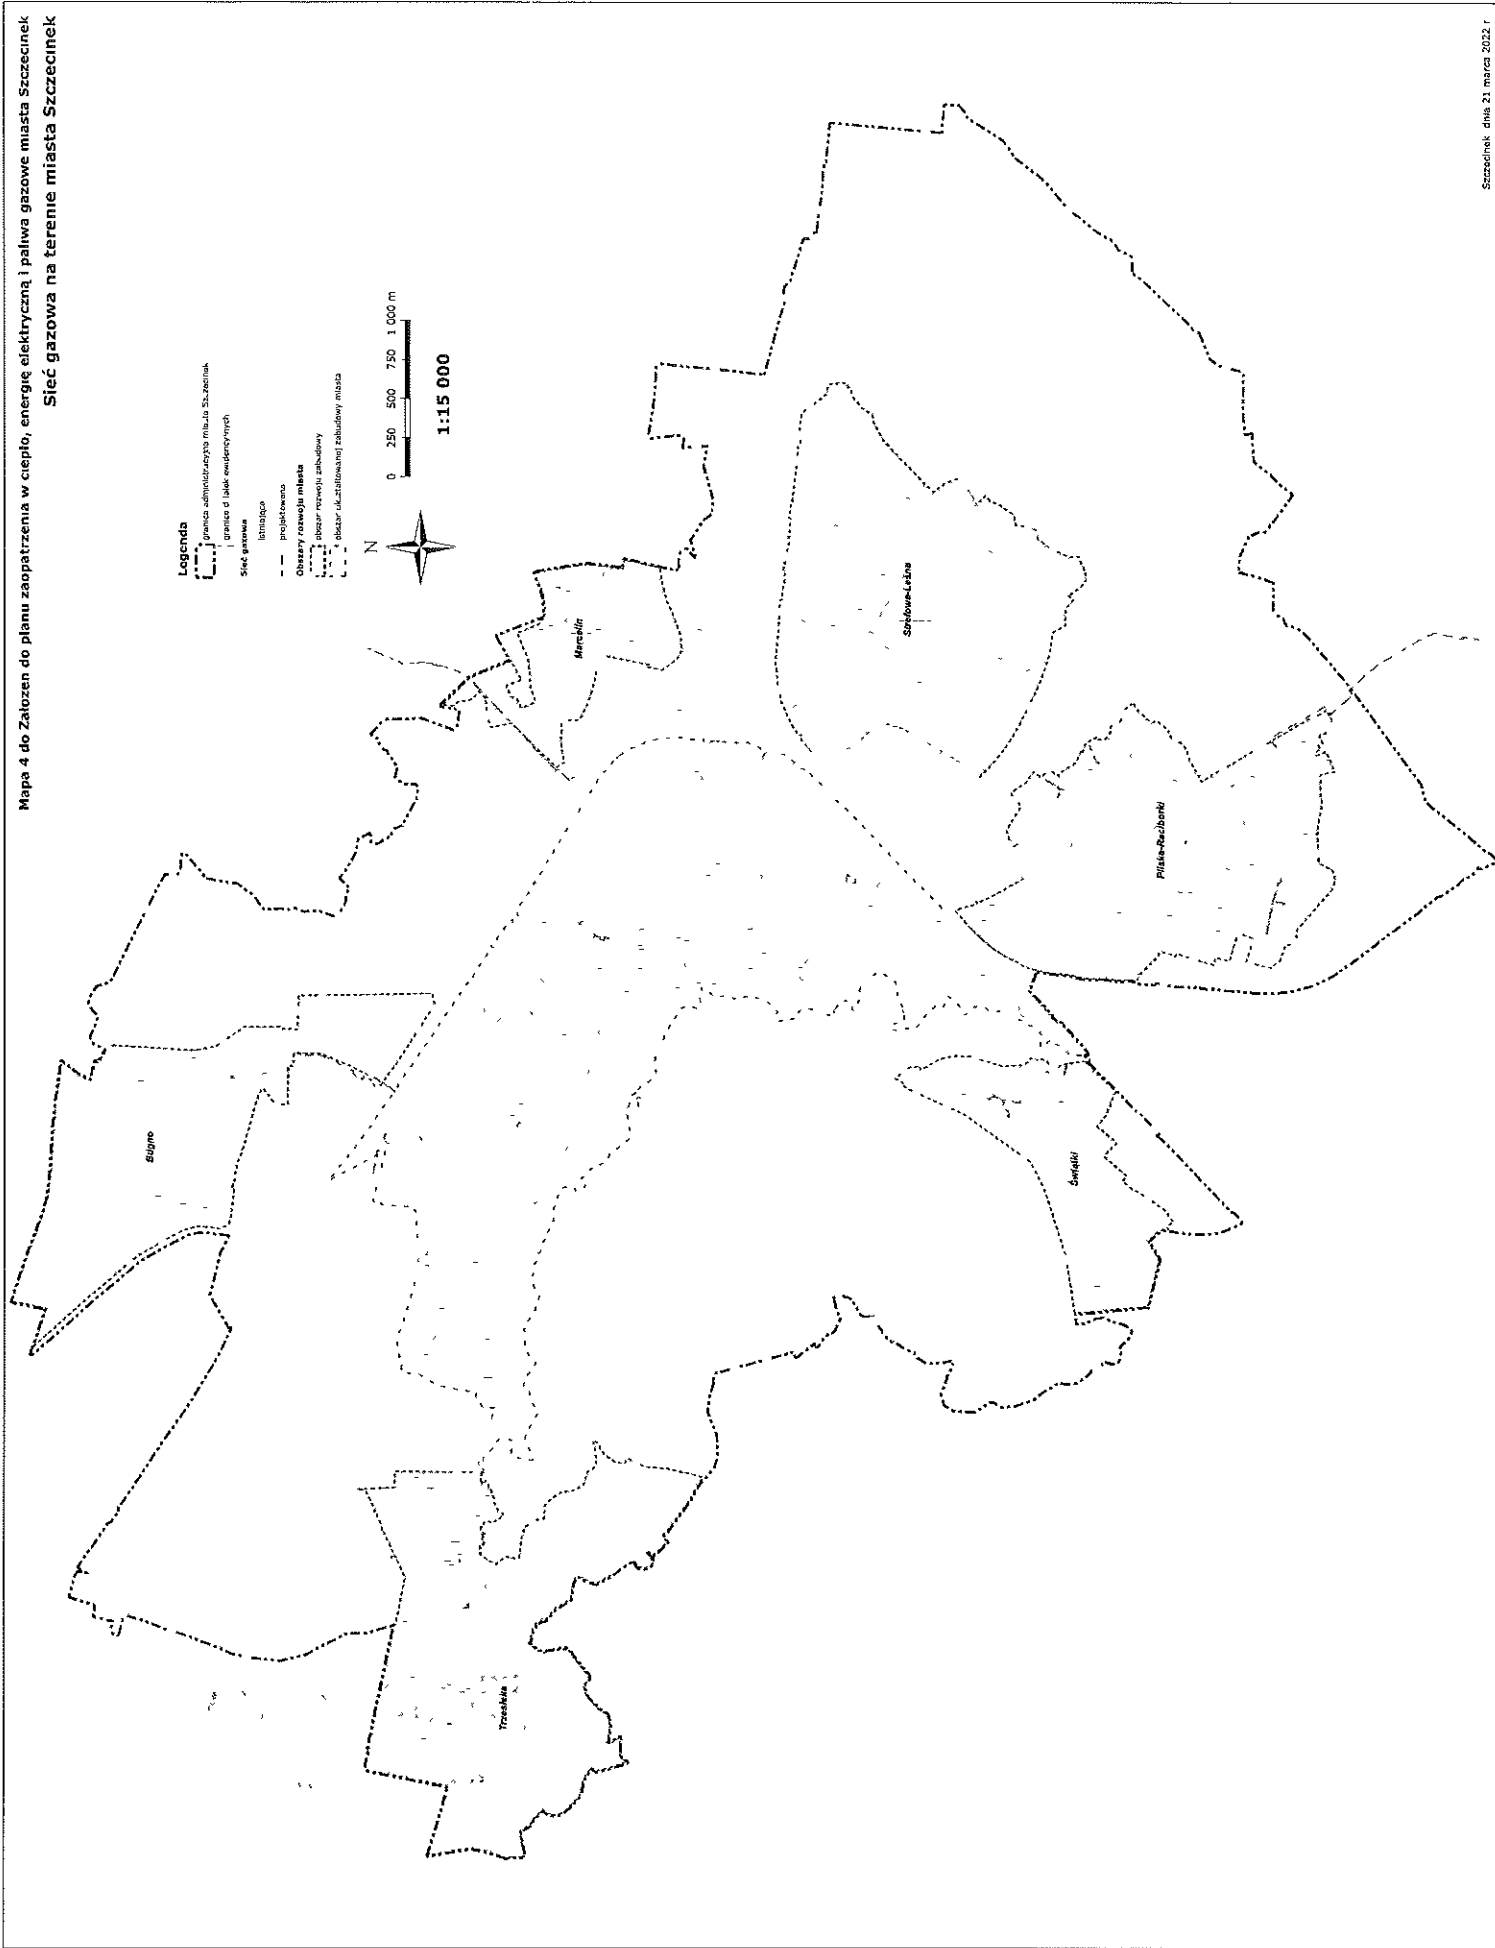 Mapa 4 do Założen do planu zaopatrzenia w ciepło, energię elektryczną i paliwa gazowe miasta Szczecinek
Sieć gazowa na terenie miasta Szczecinek
Legenda
granica administracyjna miasta Szczecinek
granice działek ewidencyjnych
Sieć gazowa
istniejąca
projektowana
Obszary rozwoju miasta
obszar rozwoju zabudowy
obszar ukształtowanej zabudowy miasta
N
0 250 500 750 1 000 m
1:15 000
Bugno
Marcelin
Strefowa-Leśna
Trzesieka
Świątki
Pilska-Raciborki
Szczecinek dnia 21 marca 2022 r